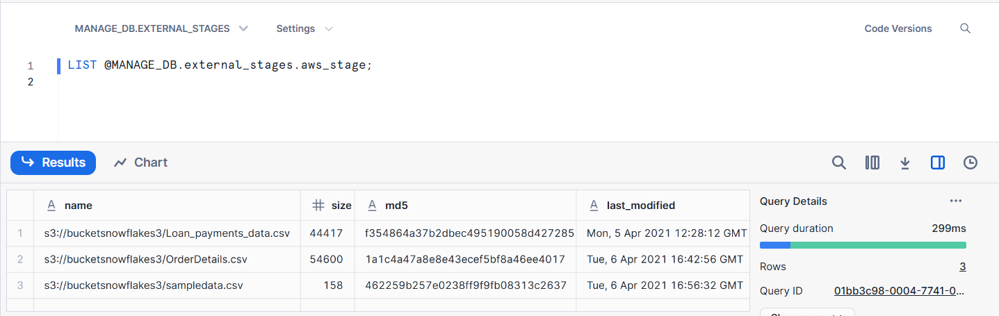 MANAGE_DB.EXTERNAL_STAGES Settings Code Versions
1 LIST @MANAGE_DB.external_stages.aws_stage;
2
Results Chart
name size md5 last_modified
1 s3://bucketsnowflakes3/Loan_payments_data.csv 44417 f354864a37b2dbec495190058d427285 Mon, 5 Apr 2021 12:28:12 GMT
2 s3://bucketsnowflakes3/OrderDetails.csv 54600 1a1c4a47a8e8e43ecef5bf8a46ee4017 Tue, 6 Apr 2021 16:42:56 GMT
3 s3://bucketsnowflakes3/sampledata.csv 158 462259b257e0238ff9f9fb08313c2637 Tue, 6 Apr 2021 16:56:32 GMT
Query Details
Query duration 299ms
Rows 3
Query ID 01bb3c98-0004-7741-0...